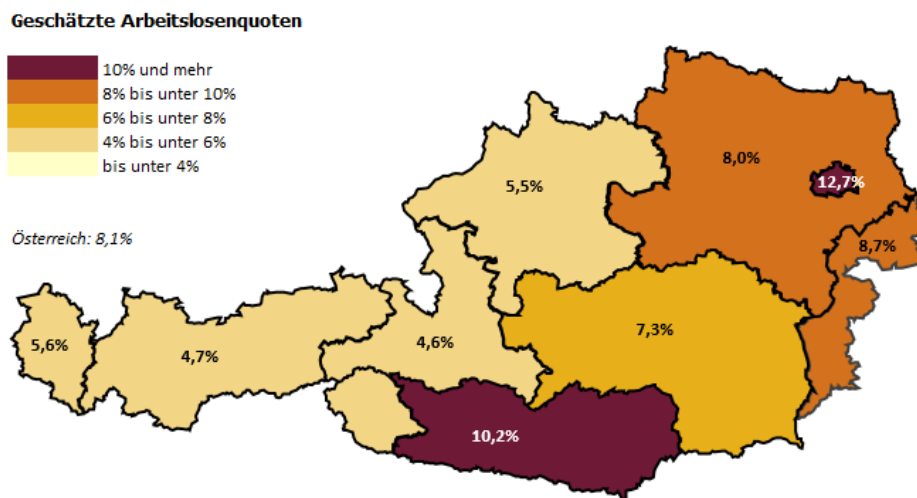 Geschätzte Arbeitslosenquoten
10% und mehr
8% bis unter 10%
6% bis unter 8%
4% bis unter 6%
bis unter 4%
Österreich: 8,1%
8,0%
12,7%
5,5%
8,7%
7,3%
5,6%
4,7%
4,6%
10,2%